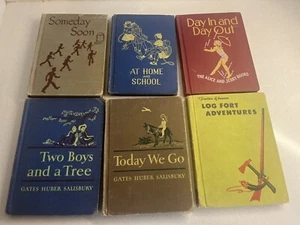 Someday
Soon
AT HOME
AND
SCHOOL
Day In and
Day Out
THE ALICE AND JERRY BOOKS
Two Boys
and a Tree
GATES HUBER SALISBURY
Today We Go
GATES HUBER SALISBURY
LOG FORT
ADVENTURES